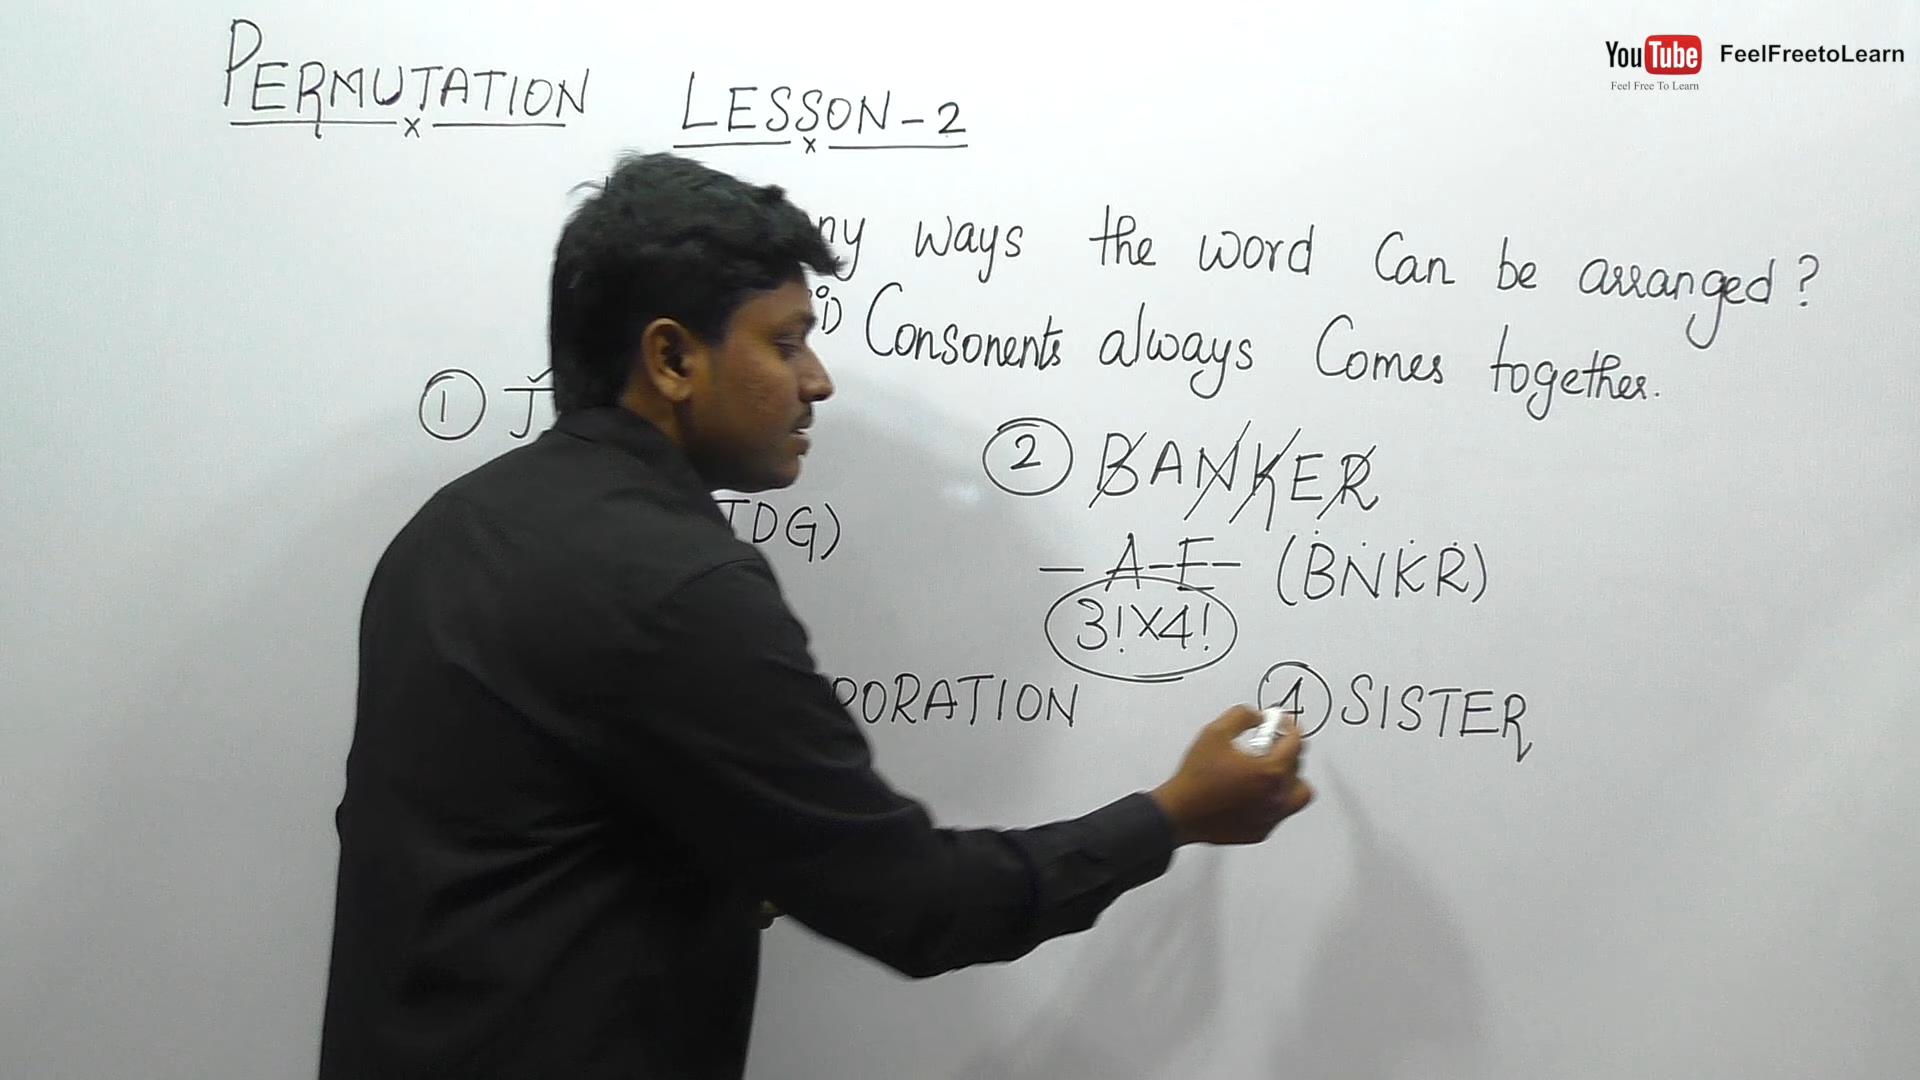 YouTube FeelFreetoLearn
Feel Free To Learn
PERMUTATION LESSON-2
ny ways the word can be arranged?
i) Consonents always Comes together.
① J
② BANKER
TDG)
- A-E- (BNKR)
3!X4!
PORATION
④ SISTER